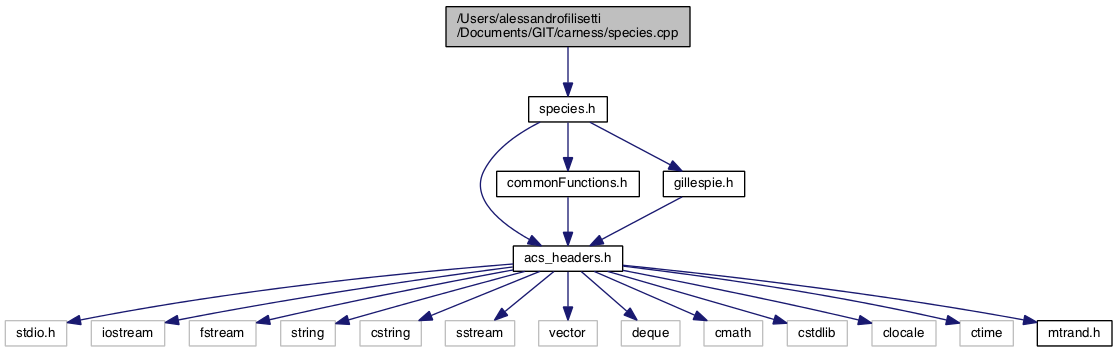 /Users/alessandrofilisetti
/Documents/GIT/carness/species.cpp
species.h
commonFunctions.h
gillespie.h
acs_headers.h
stdio.h
iostream
fstream
string
cstring
sstream
vector
deque
cmath
cstdlib
clocale
ctime
mtrand.h